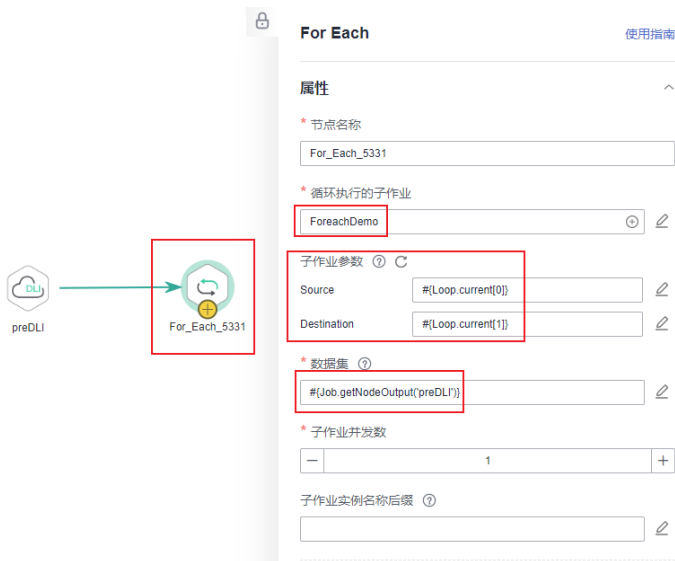 For Each
使用指南
属性
* 节点名称
For_Each_5331
* 循环执行的子作业
ForeachDemo
子作业参数
Source
#{Loop.current[0]}
Destination
#{Loop.current[1]}
* 数据集
#{Job.getNodeOutput('preDLI')}
* 子作业并发数
1
子作业实例名称后缀
DLI
preDLI
For_Each_5331